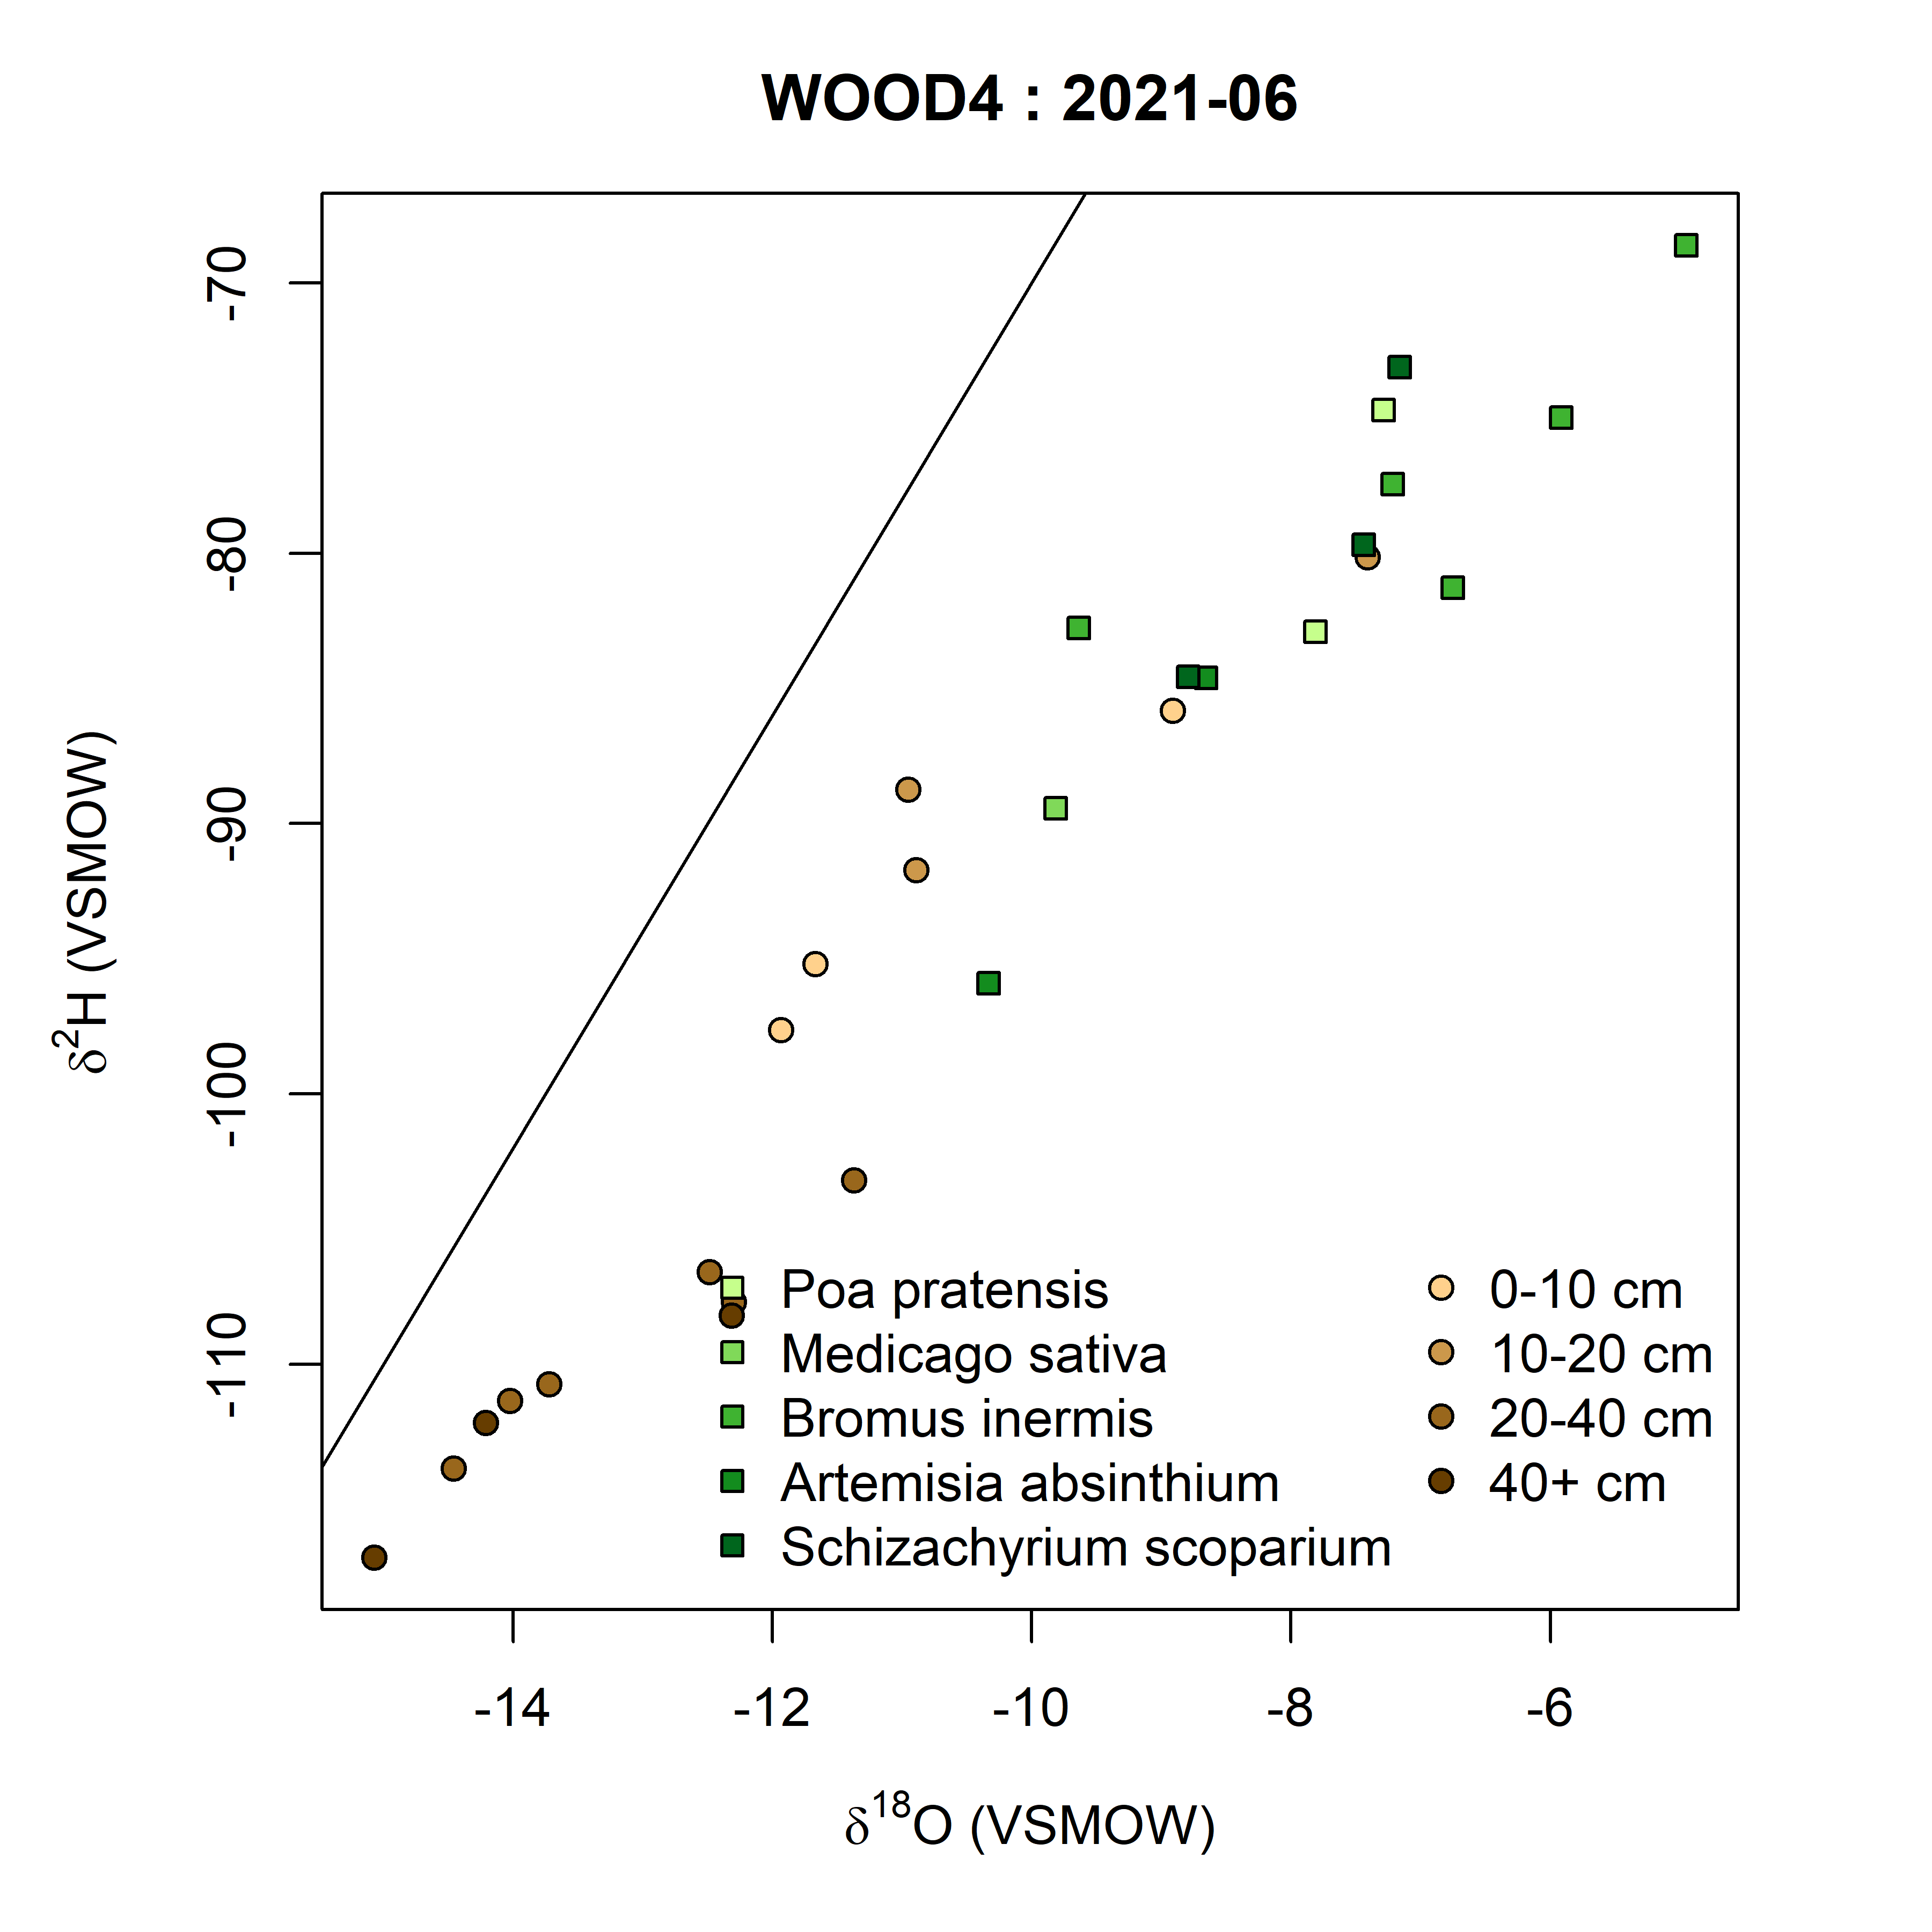 WOOD4 : 2021-06
δ²H (VSMOW)
-70
-80
-90
-100
-110
Poa pratensis
Medicago sativa
Bromus inermis
Artemisia absinthium
Schizachyrium scoparium
0-10 cm
10-20 cm
20-40 cm
40+ cm
-14 -12 -10 -8 -6
δ¹⁸O (VSMOW)